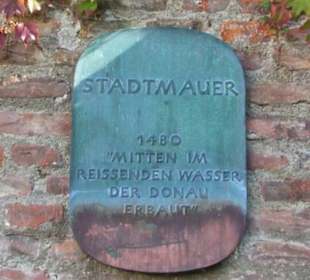 STADTMAUER
1480
"MITTEN IM
REISSENDEN WASSER
DER DONAU
ERBAUT"